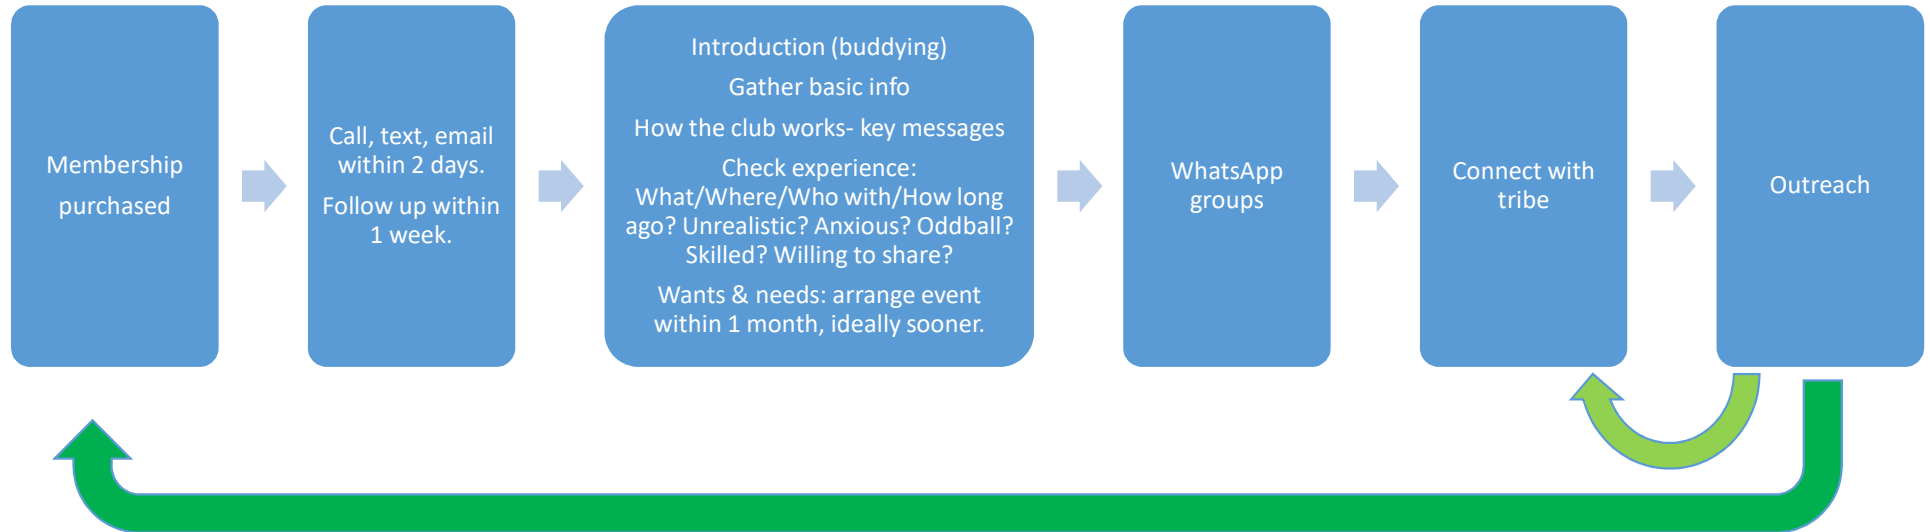 Membership
purchased
Call, text, email
within 2 days.
Follow up within
1 week.
Introduction (buddying)
Gather basic info
How the club works- key messages
Check experience:
What/Where/Who with/How long
ago? Unrealistic? Anxious? Oddball?
Skilled? Willing to share?
Wants & needs: arrange event
within 1 month, ideally sooner.
WhatsApp
groups
Connect with
tribe
Outreach